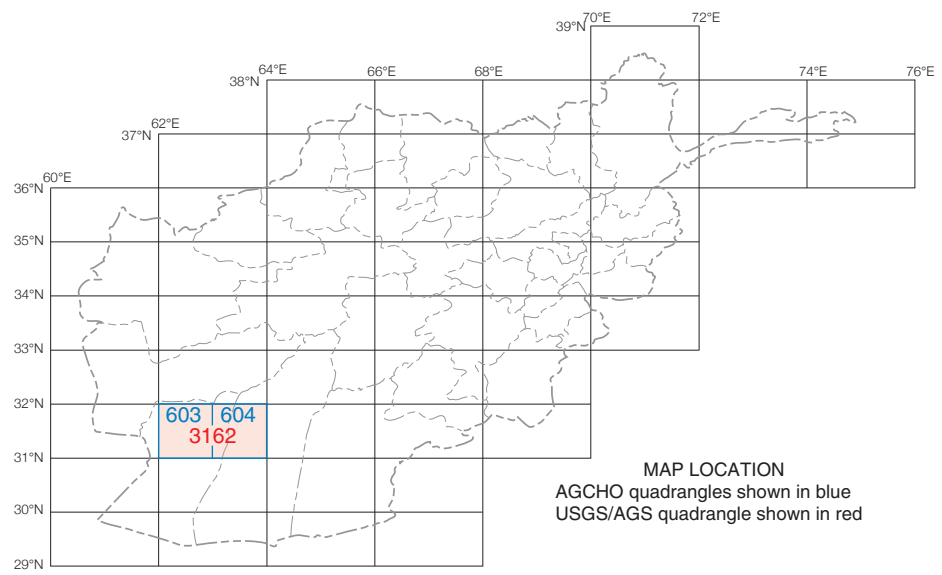 70°E
72°E
39°N
64°E
66°E
68°E
74°E
76°E
38°N
62°E
37°N
60°E
36°N
35°N
34°N
33°N
32°N
603
604
3162
31°N
MAP LOCATION
AGCHO quadrangles shown in blue
USGS/AGS quadrangle shown in red
30°N
29°N